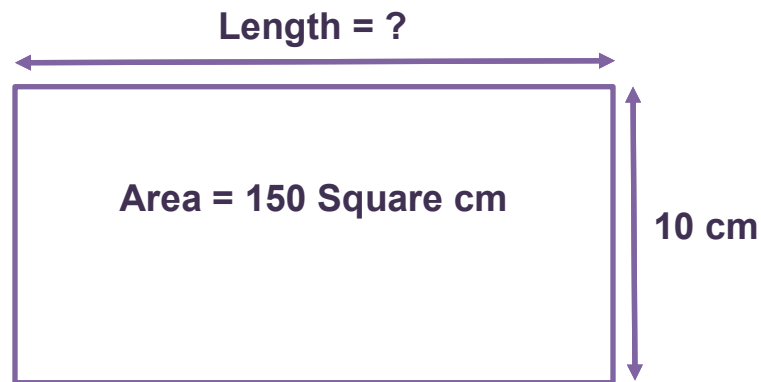 Length = ?
Area = 150 Square cm
10 cm